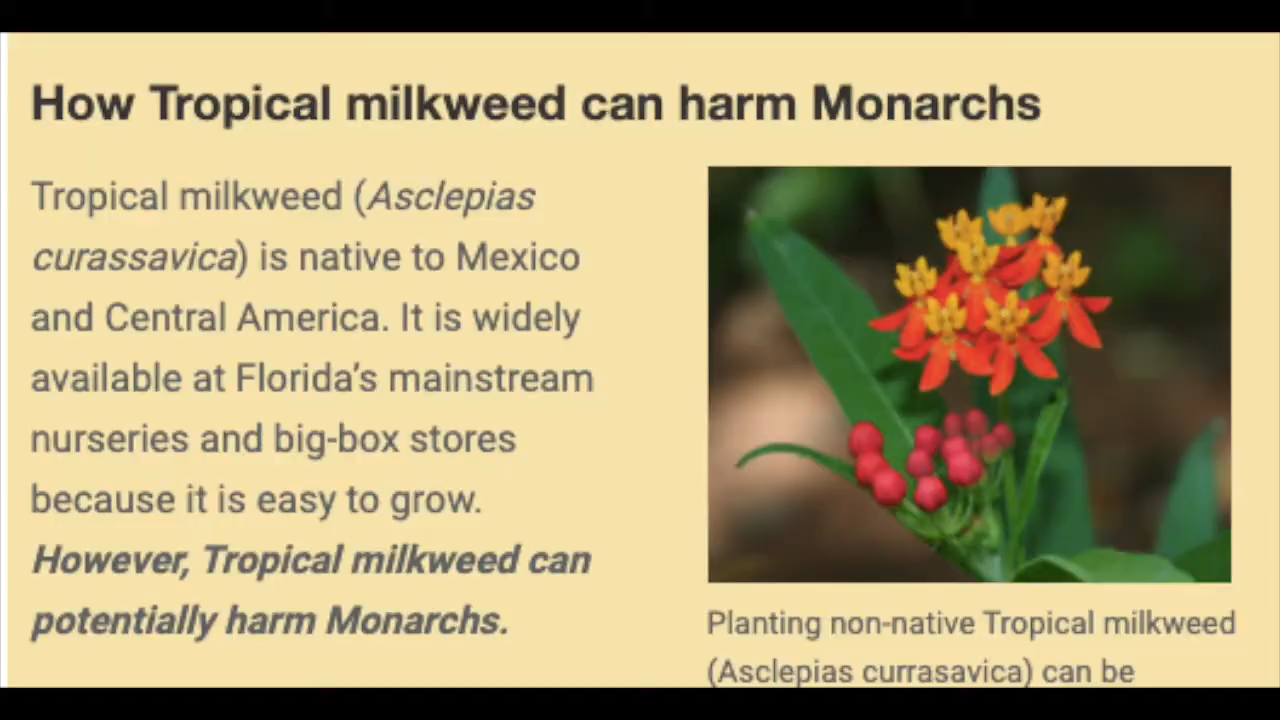 How Tropical milkweed can harm Monarchs
Tropical milkweed (Asclepias
curassavica) is native to Mexico
and Central America. It is widely
available at Florida’s mainstream
nurseries and big-box stores
because it is easy to grow.
However, Tropical milkweed can
potentially harm Monarchs.
Planting non-native Tropical milkweed
(Asclepias currasavica) can be